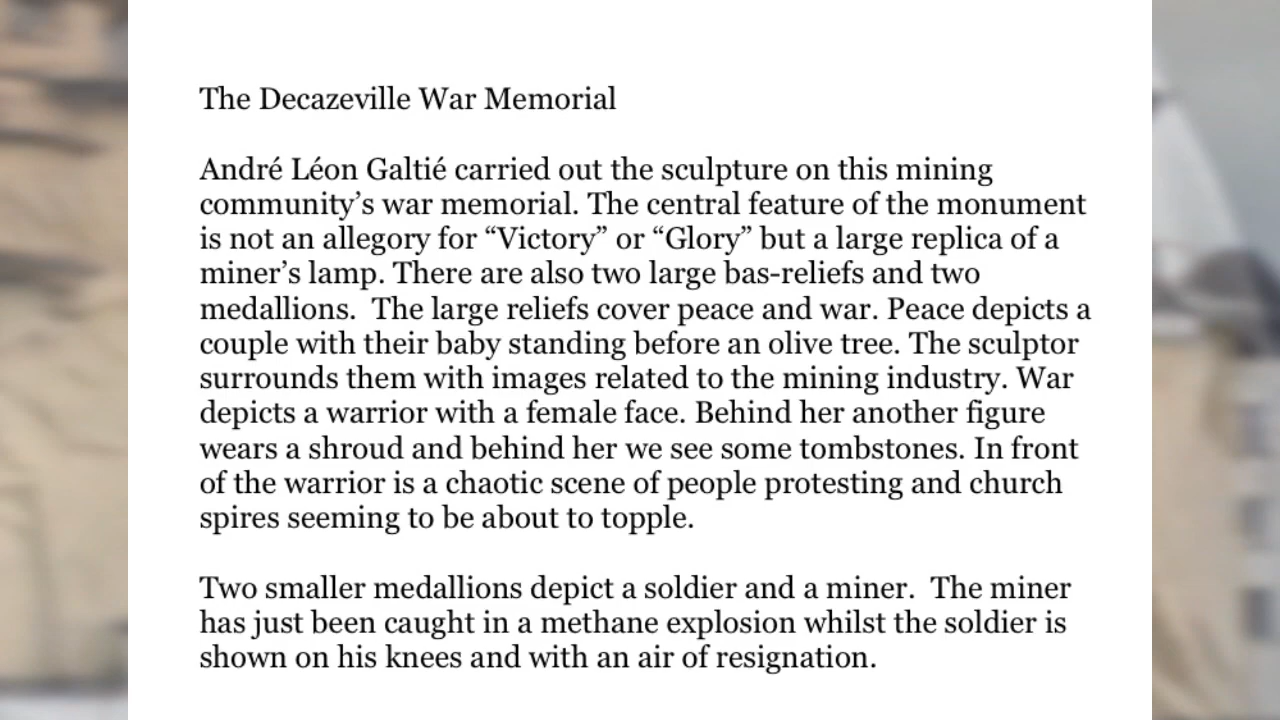 The Decazeville War Memorial
André Léon Galtié carried out the sculpture on this mining
community’s war memorial. The central feature of the monument
is not an allegory for “Victory” or “Glory” but a large replica of a
miner’s lamp. There are also two large bas-reliefs and two
medallions.  The large reliefs cover peace and war. Peace depicts a
couple with their baby standing before an olive tree. The sculptor
surrounds them with images related to the mining industry. War
depicts a warrior with a female face. Behind her another figure
wears a shroud and behind her we see some tombstones. In front
of the warrior is a chaotic scene of people protesting and church
spires seeming to be about to topple.
Two smaller medallions depict a soldier and a miner.  The miner
has just been caught in a methane explosion whilst the soldier is
shown on his knees and with an air of resignation.